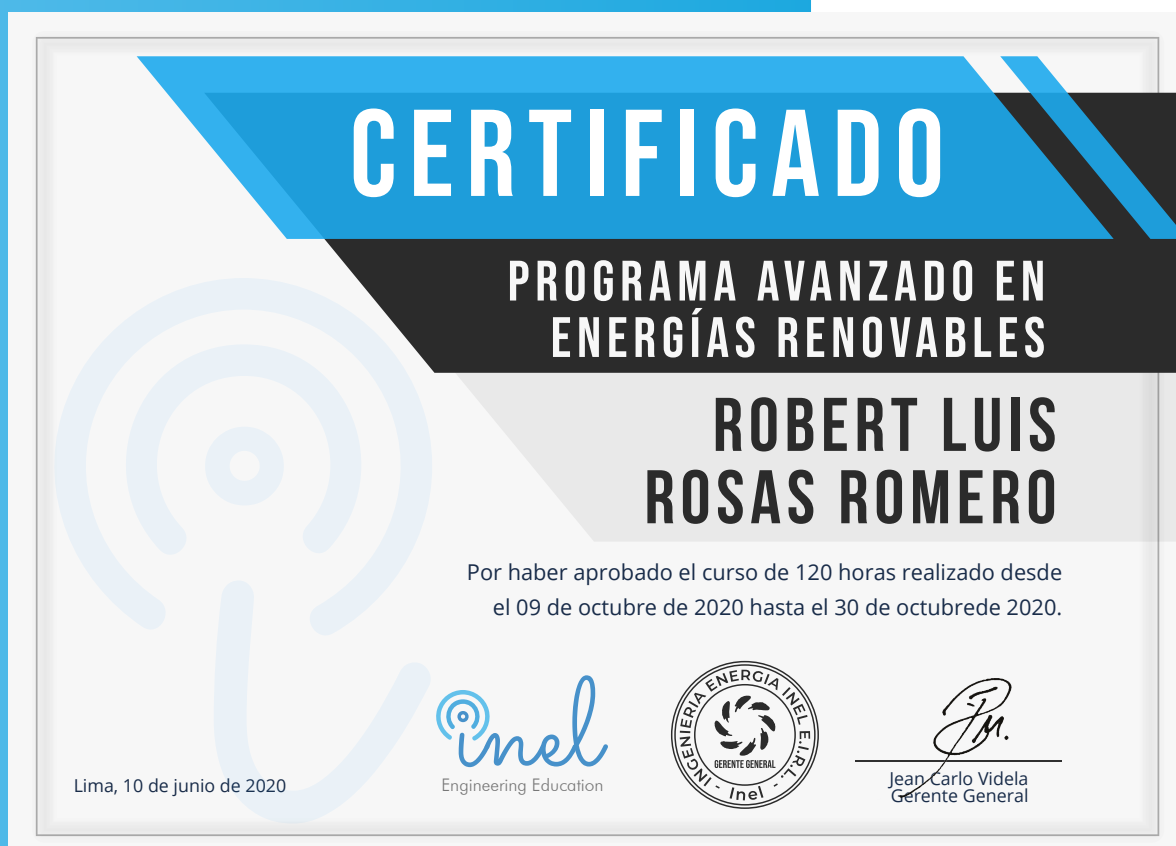 CERTIFICADO
PROGRAMA AVANZADO EN
ENERGÍAS RENOVABLES
ROBERT LUIS
ROSAS ROMERO
Por haber aprobado el curso de 120 horas realizado desde
el 09 de octubre de 2020 hasta el 30 de octubrede 2020.
inel
Engineering Education
INGENIERIA ENERGIA INEL E.I.R.L.
GERENTE GENERAL
- Inel -
Jean Carlo Videla
Gerente General
Lima, 10 de junio de 2020